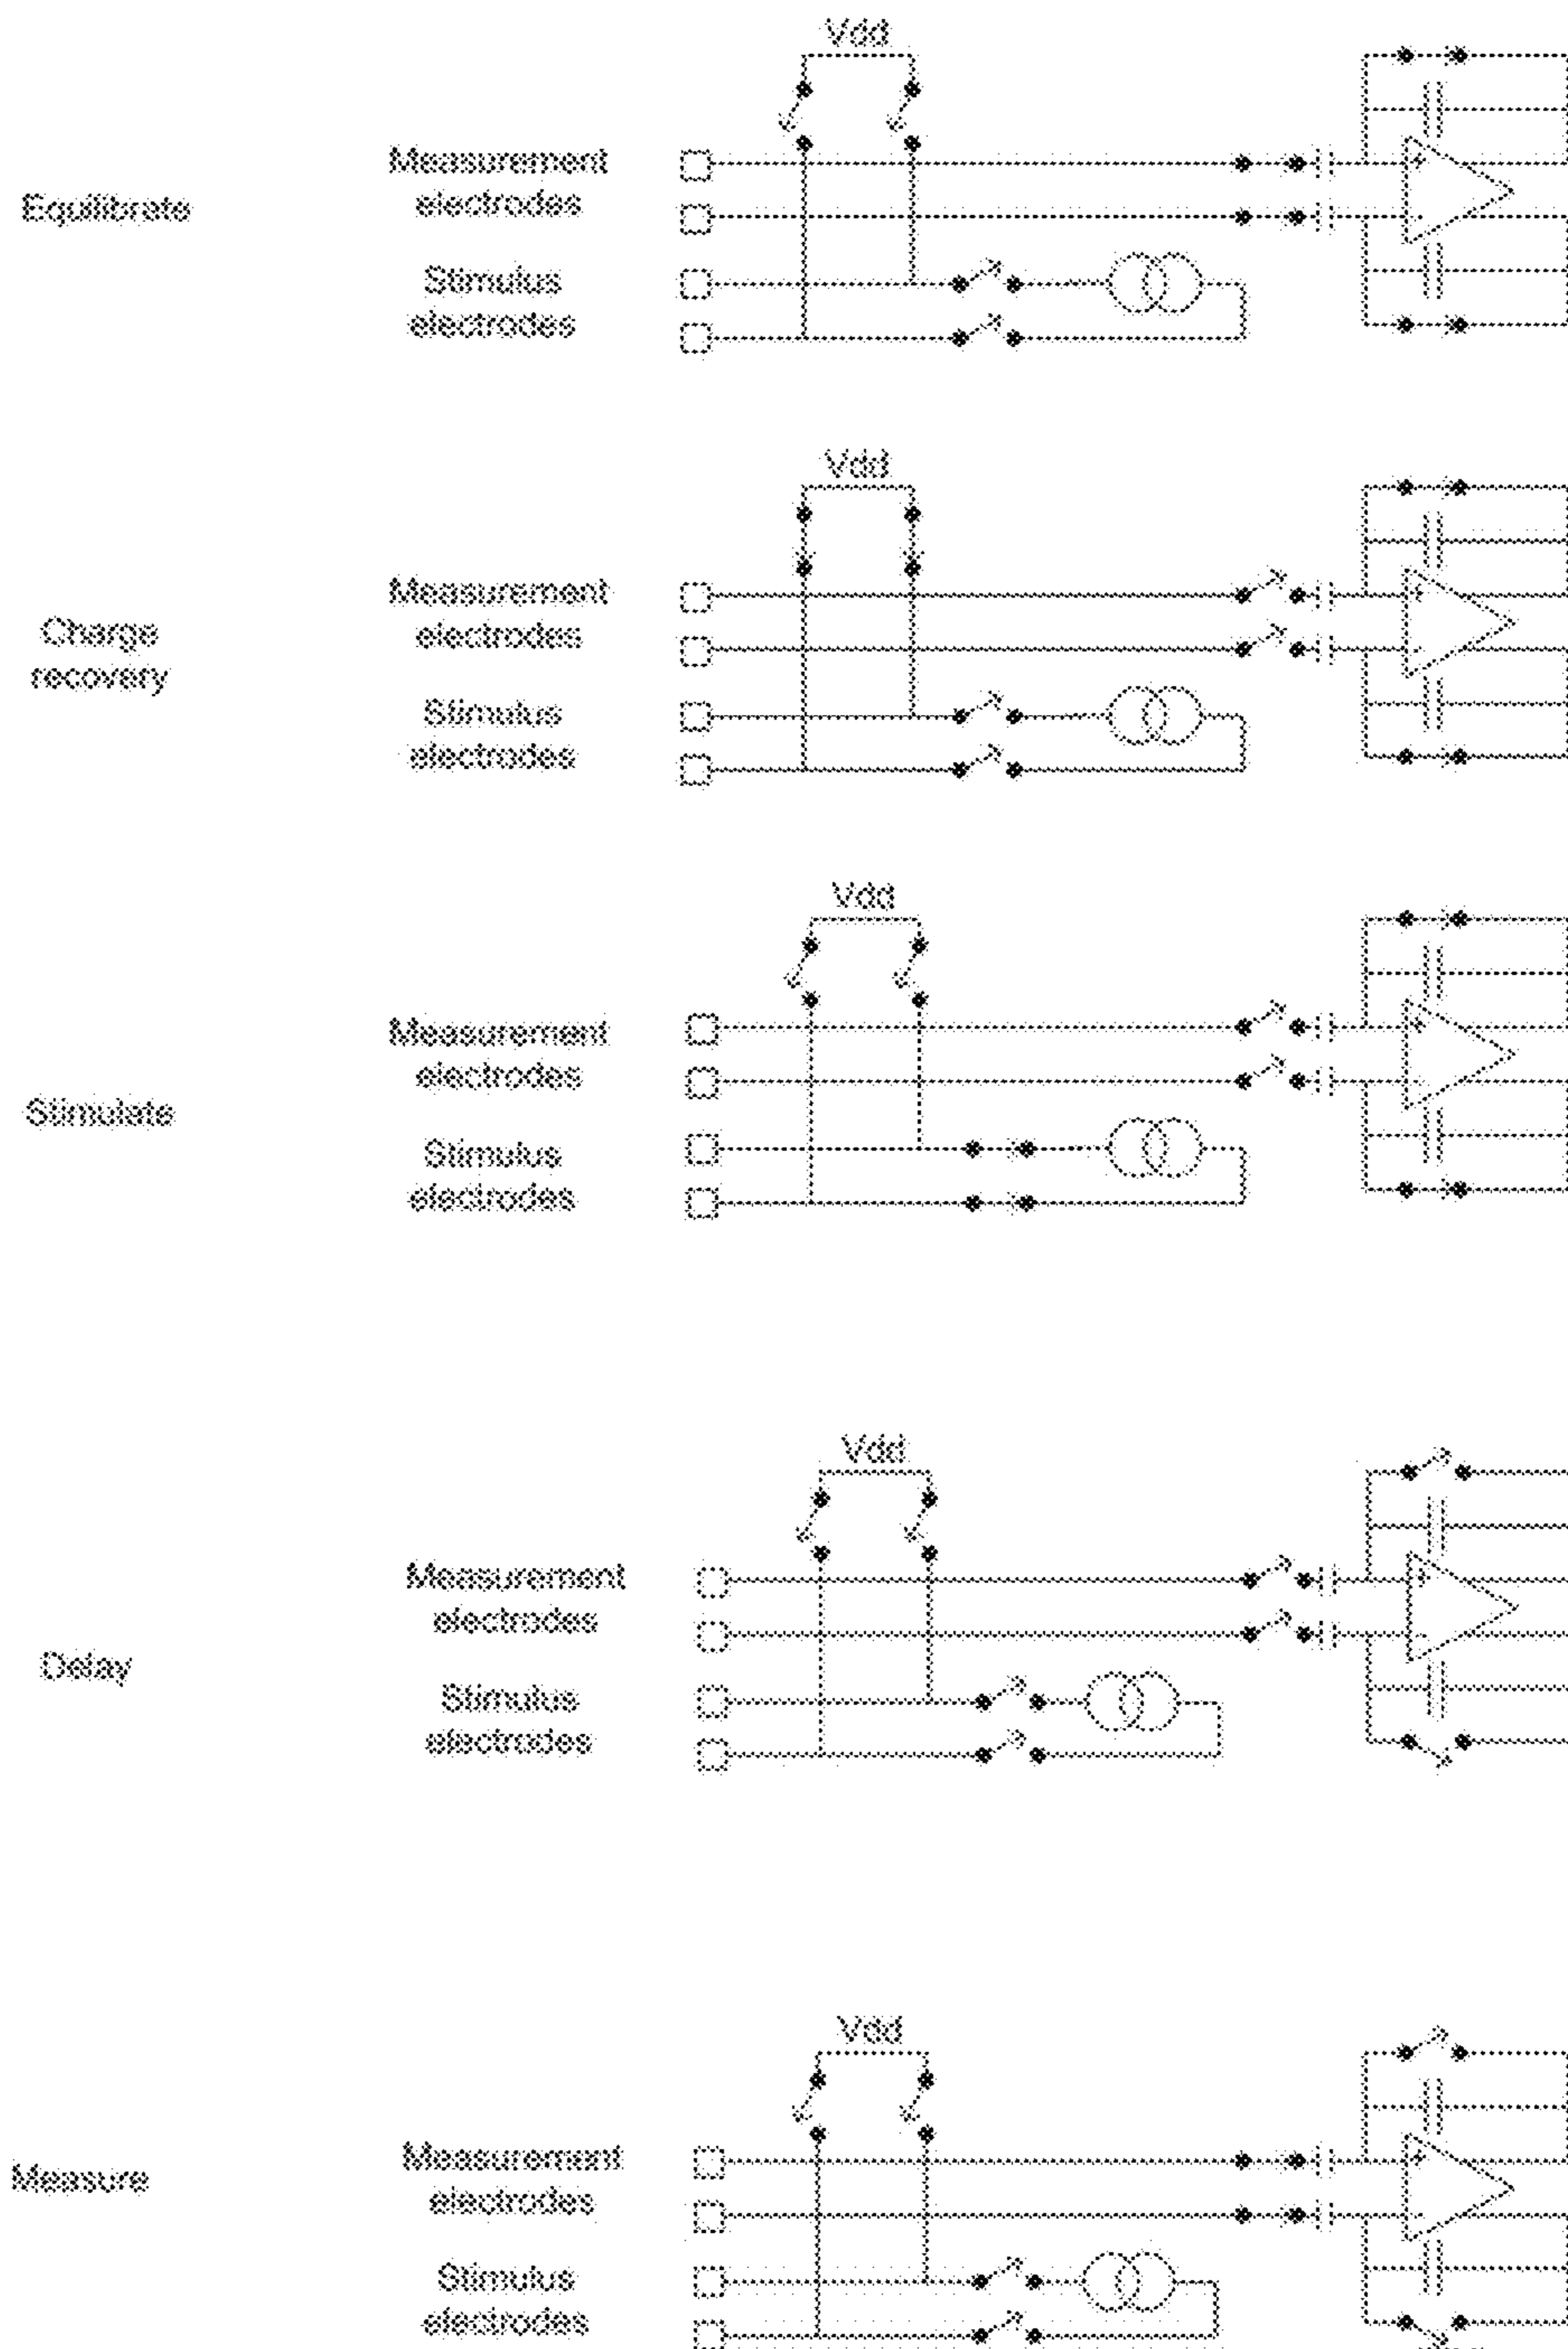 Vdd
Equilibrate
Measurement
electrodes
Stimulus
electrodes
Vdd
Charge
recovery
Measurement
electrodes
Stimulus
electrodes
Vdd
Stimulate
Measurement
electrodes
Stimulus
electrodes
Vdd
Delay
Measurement
electrodes
Stimulus
electrodes
Vdd
Measure
Measurement
electrodes
Stimulus
electrodes